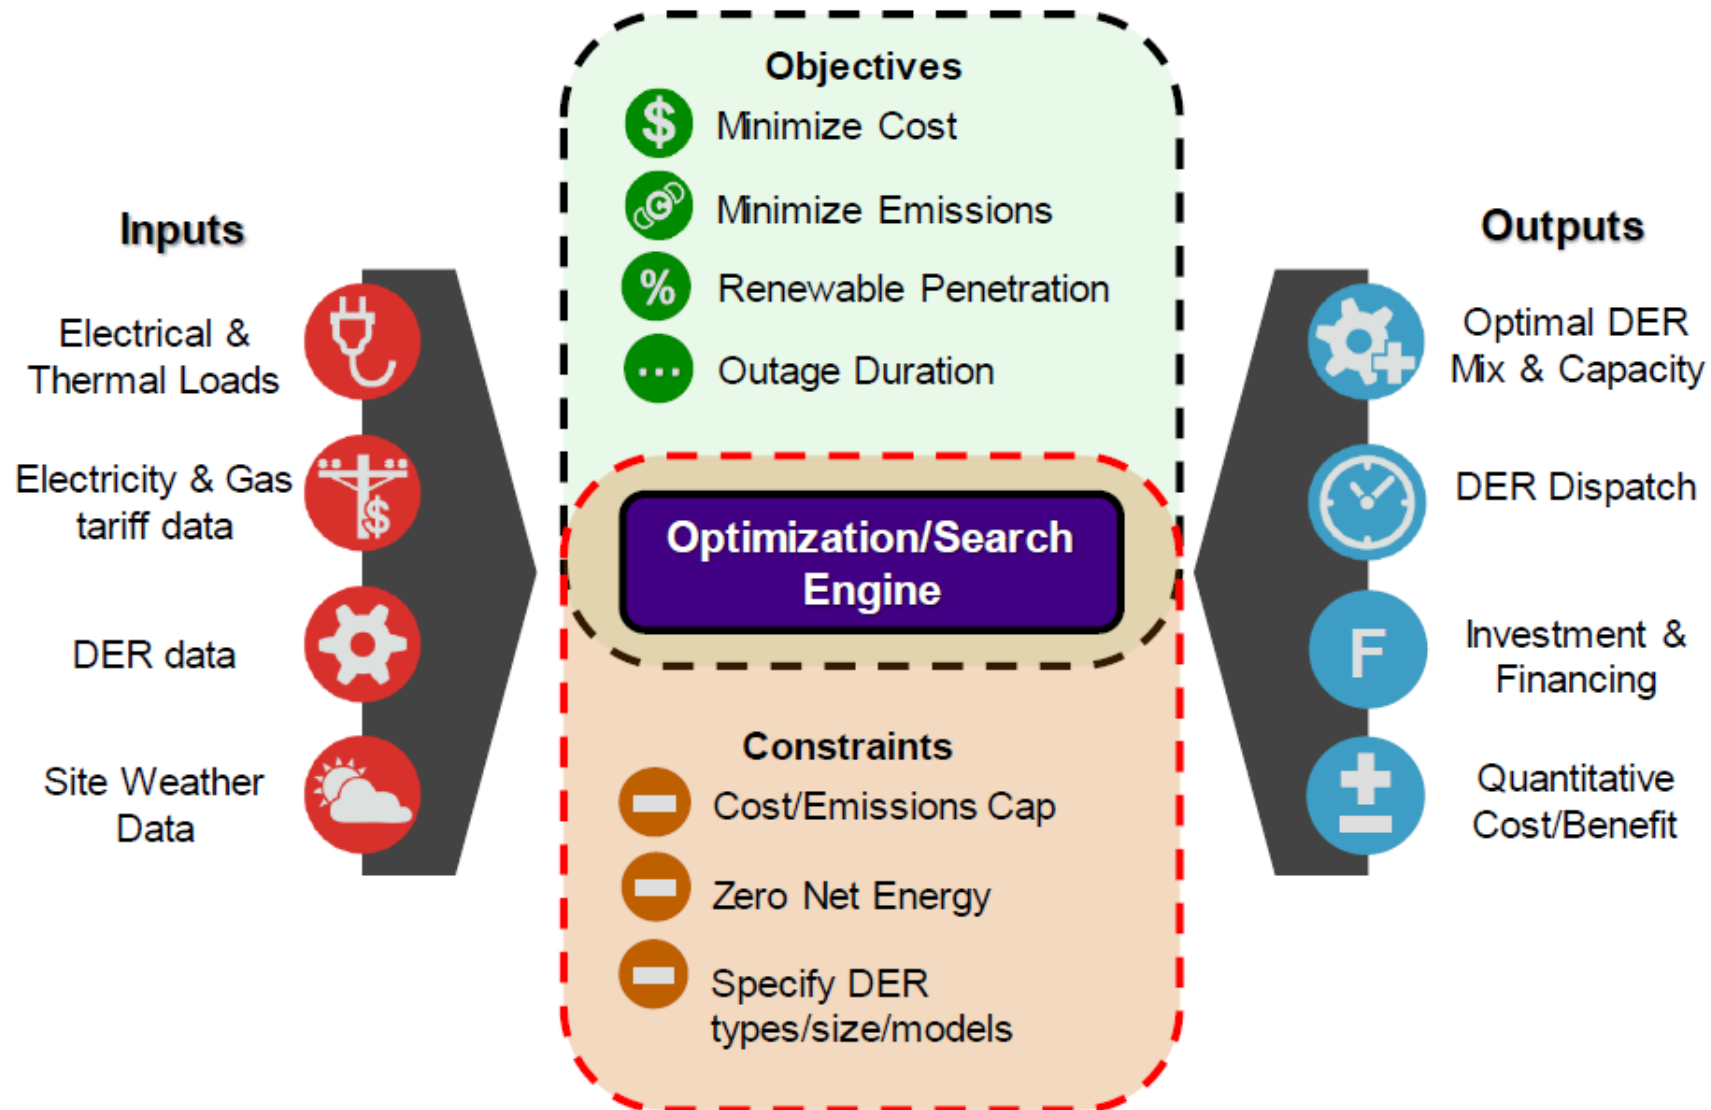 Inputs
Electrical &
Thermal Loads
Electricity & Gas
tariff data
$
DER data
Site Weather
Data
Objectives
$ Minimize Cost
C Minimize Emissions
% Renewable Penetration
... Outage Duration
Optimization/Search
Engine
Constraints
Cost/Emissions Cap
Zero Net Energy
Specify DER
types/size/models
Outputs
Optimal DER
Mix & Capacity
DER Dispatch
F
Investment &
Financing
Quantitative
Cost/Benefit